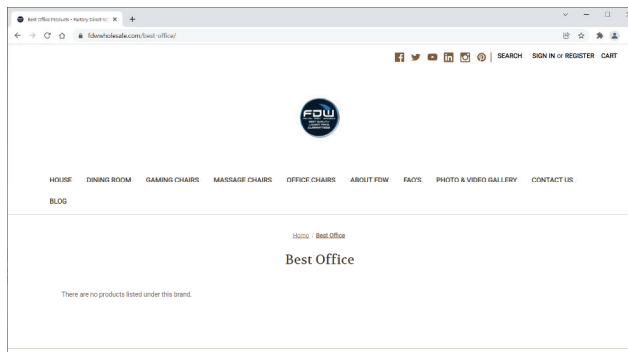 Best Office Products - Factory Direct
fdwwholesale.com/best-office/
SEARCH SIGN IN or REGISTER CART
FDW
HOUSE DINING ROOM GAMING CHAIRS MASSAGE CHAIRS OFFICE CHAIRS ABOUT FDW FAQ'S PHOTO & VIDEO GALLERY CONTACT US
BLOG
Home / Best Office
Best Office
There are no products listed under this brand.